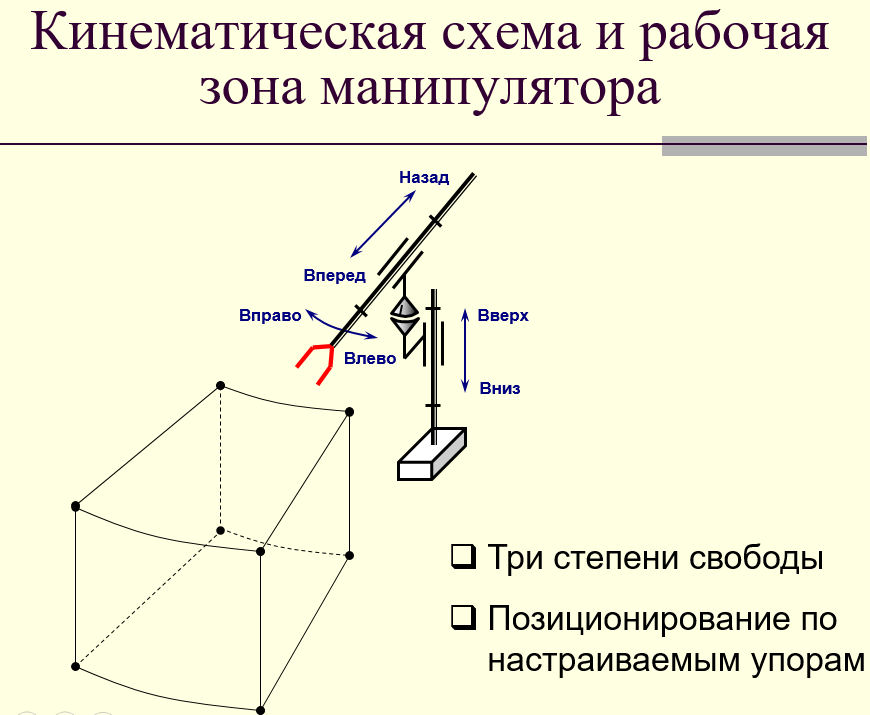 Кинематическая схема и рабочая
зона манипулятора
Назад
Вперед
Вправо
Влево
Вверх
Вниз
Три степени свободы
Позиционирование по
настраиваемым упорам